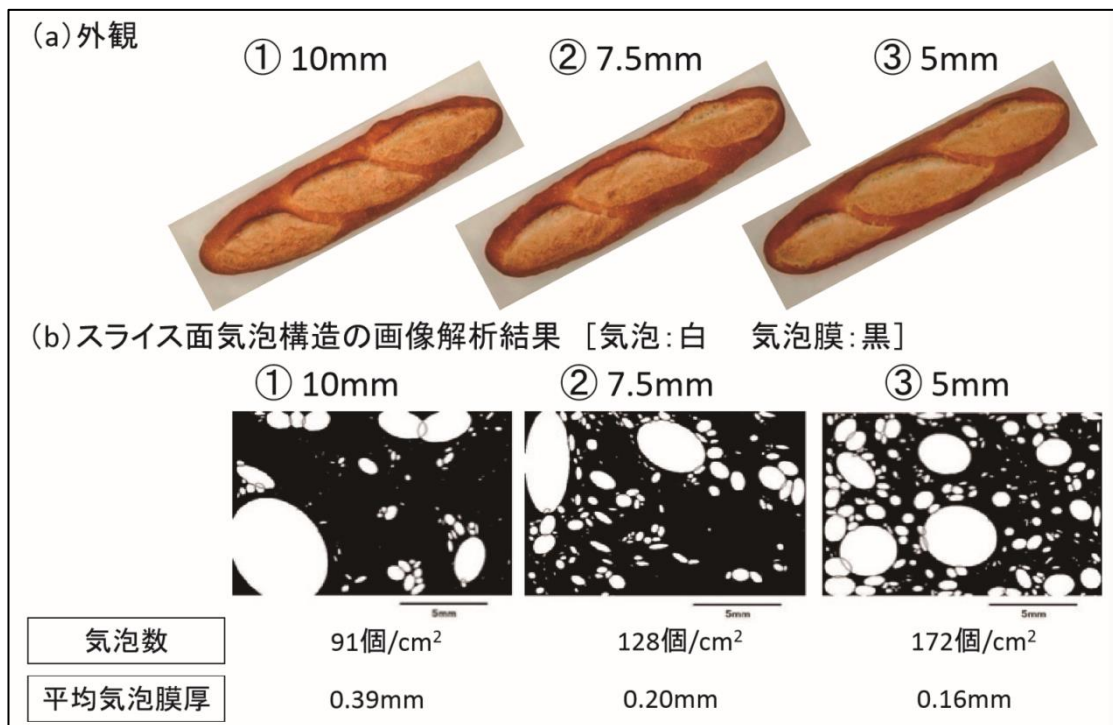 (a)外観
① 10mm ② 7.5mm ③ 5mm
(b)スライス面気泡構造の画像解析結果 [気泡:白 気泡膜:黒]
① 10mm ② 7.5mm ③ 5mm
5mm 5mm 5mm
気泡数 91個/cm² 128個/cm² 172個/cm²
平均気泡膜厚 0.39mm 0.20mm 0.16mm